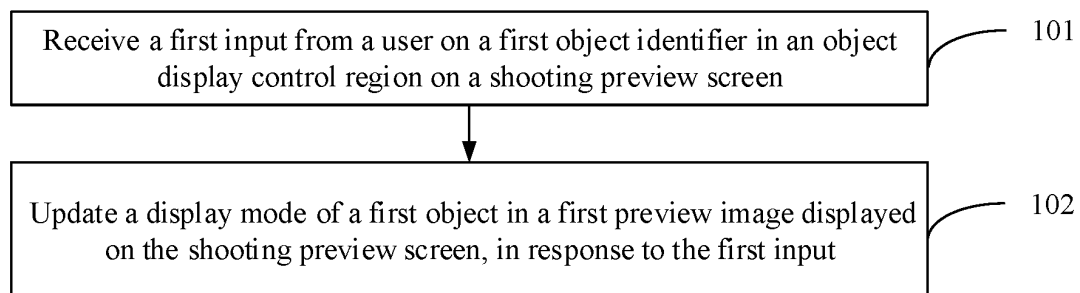 Receive a first input from a user on a first object identifier in an object
display control region on a shooting preview screen
101
Update a display mode of a first object in a first preview image displayed
on the shooting preview screen, in response to the first input
102